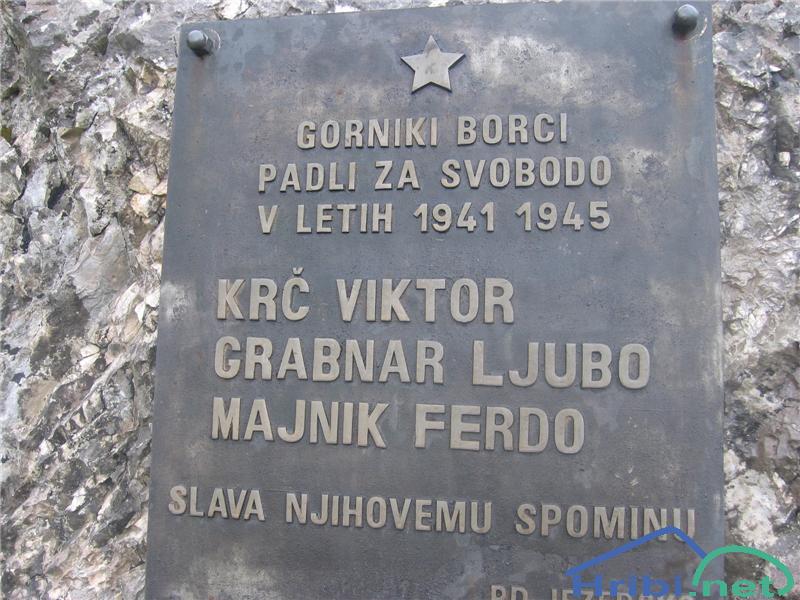 GORNIKI BORCI
PADLI ZA SVOBODO
V LETIH 1941 1945
KRČ VIKTOR
GRABNAR LJUBO
MAJNIK FERDO
SLAVA NJIHOVEMU SPOMINU
PD
Hribi.net